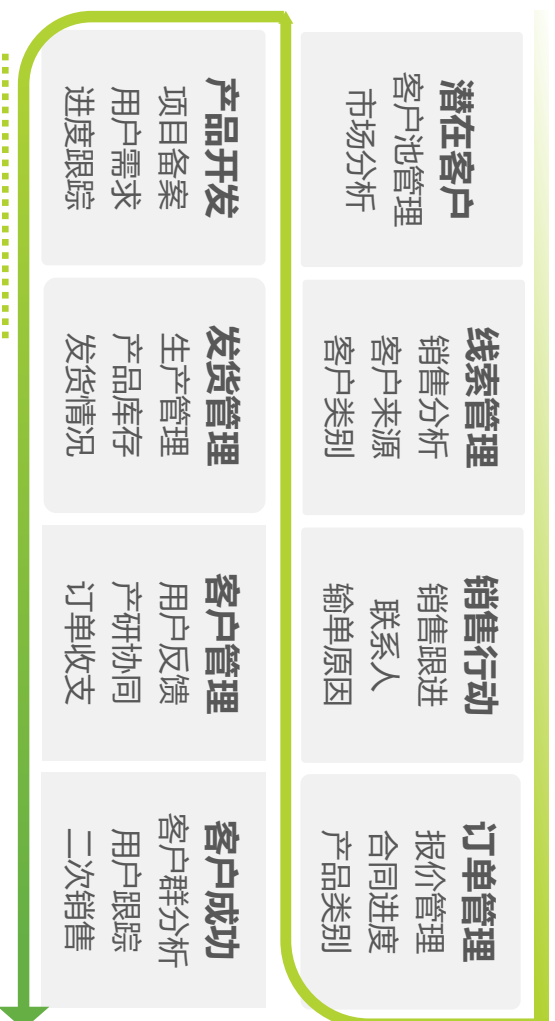 潜在客户
客户池管理
市场分析
线索管理
销售分析
客户来源
客户类别
销售行动
销售跟进
联系人
输单原因
订单管理
报价管理
合同进度
产品类别
产品开发
项目备案
用户需求
进度跟踪
发货管理
生产管理
产品库存
发货情况
客户管理
用户反馈
产研协同
订单收支
客户成功
客户群分析
用户跟踪
二次销售